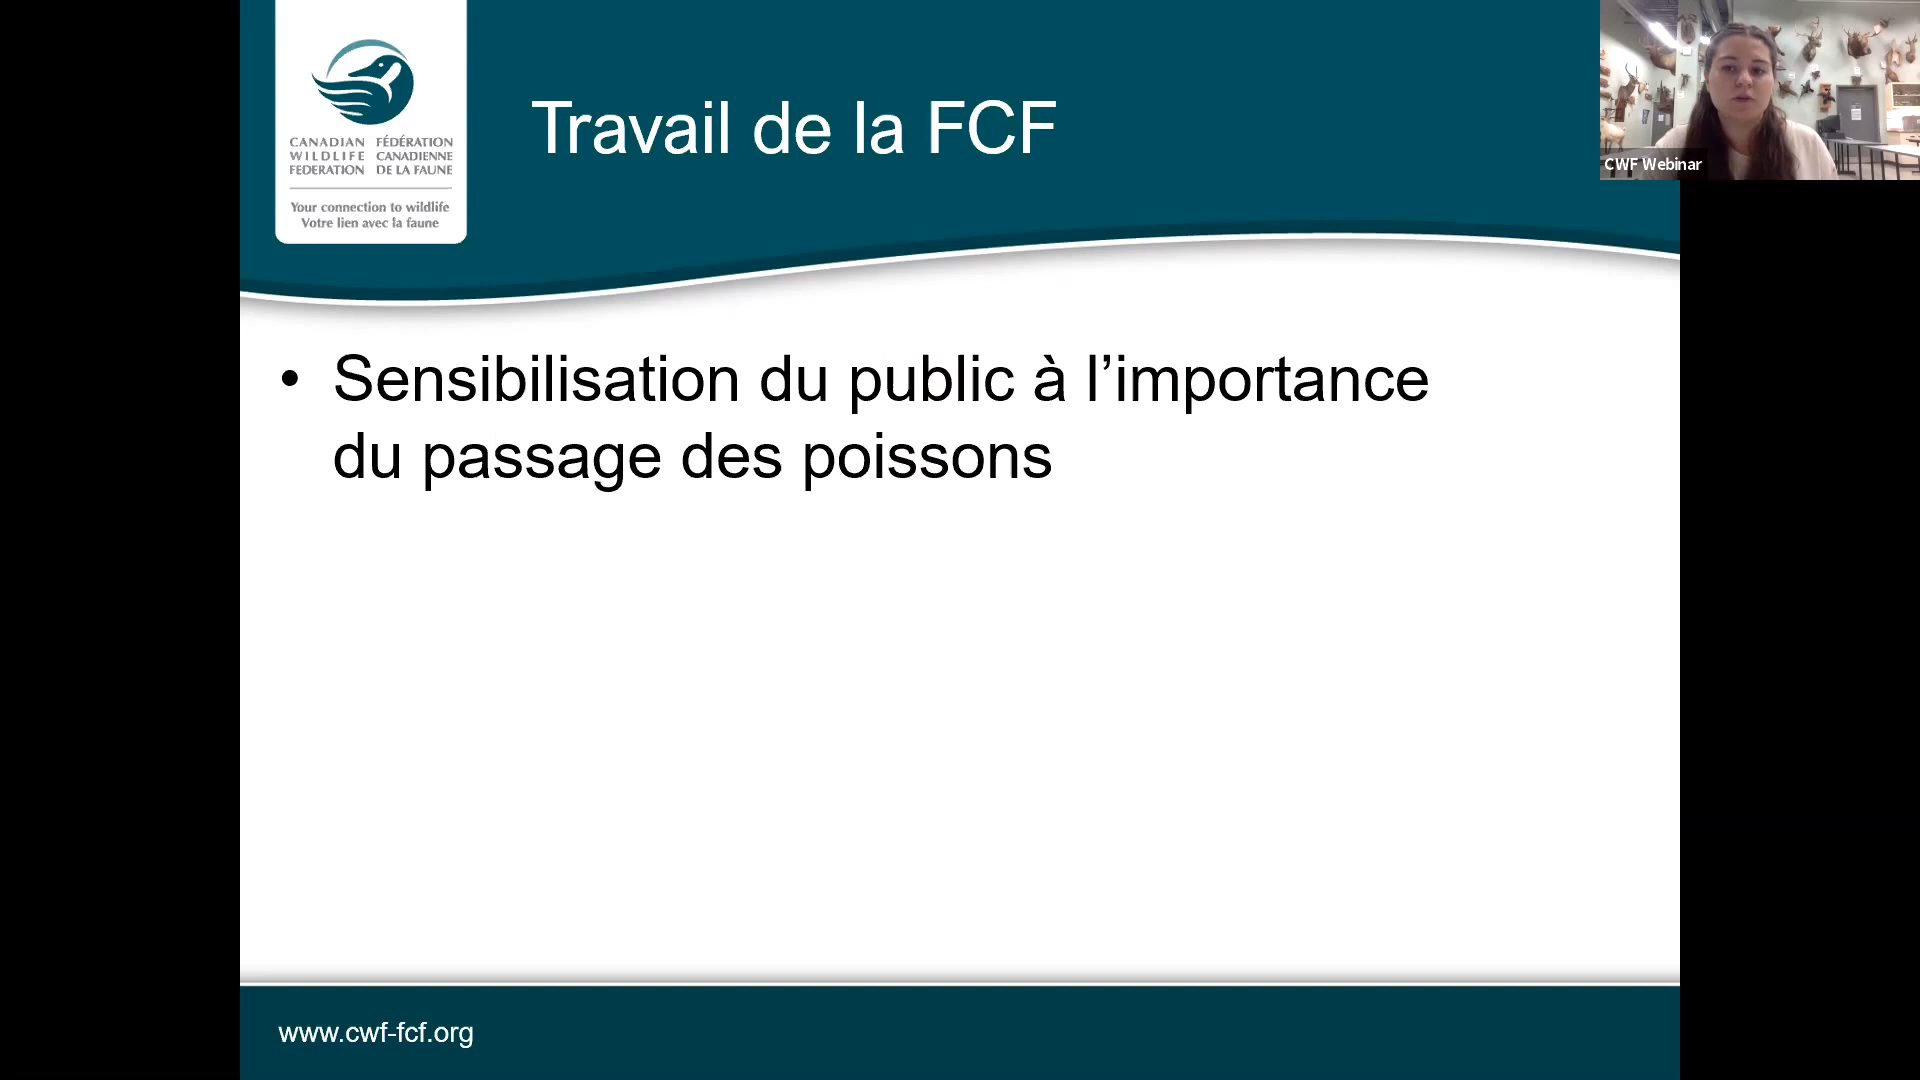 CANADIAN
WILDLIFE
FEDERATION
FÉDÉRATION
CANADIENNE
DE LA FAUNE
Your connection to wildlife
Votre lien avec la faune
Travail de la FCF
CWF Webinar
• Sensibilisation du public à l’importance
du passage des poissons
www.cwf-fcf.org